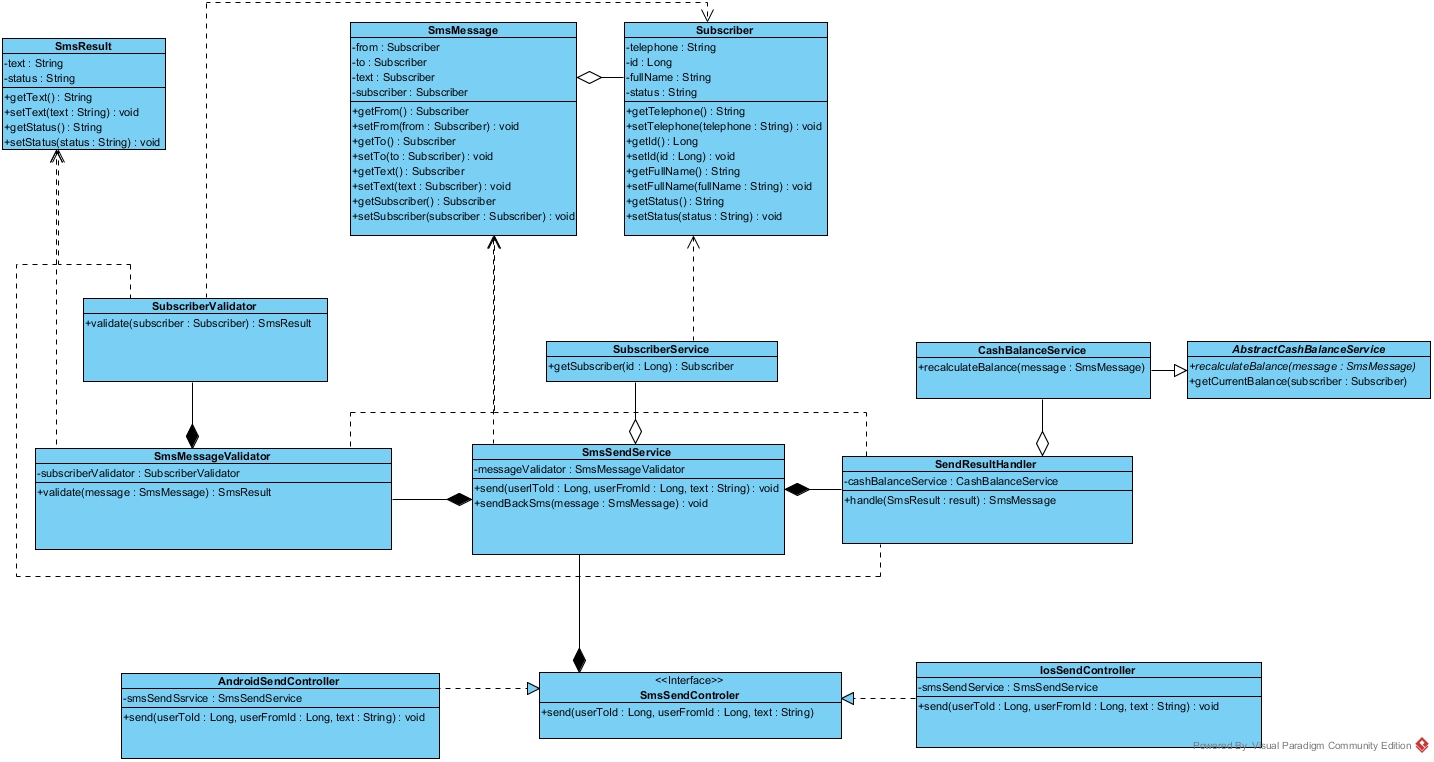 SmsResult
-text : String
-status : String
+getText() : String
+setText(text : String) : void
+getStatus() : String
+setStatus(status : String) : void
SmsMessage
-from : Subscriber
-to : Subscriber
-text : Subscriber
-subscriber : Subscriber
+getFrom() : Subscriber
+setFrom(from : Subscriber) : void
+getTo() : Subscriber
+setTo(to : Subscriber) : void
+getText() : Subscriber
+setText(text : Subscriber) : void
+getSubscriber() : Subscriber
+setSubscriber(subscriber : Subscriber) : void
Subscriber
-telephone : String
-id : Long
-fullName : String
-status : String
+getTelephone() : String
+setTelephone(telephone : String) : void
+getId() : Long
+setId(id : Long) : void
+getFullName() : String
+setFullName(fullName : String) : void
+getStatus() : String
+setStatus(status : String) : void
SubscriberValidator
+validate(subscriber : Subscriber) : SmsResult
SubscriberService
+getSubscriber(id : Long) : Subscriber
CashBalanceService
+recalculateBalance(message : SmsMessage)
AbstractCashBalanceService
+recalculateBalance(message : SmsMessage)
+getCurrentBalance(subscriber : Subscriber)
SmsMessageValidator
-subscriberValidator : SubscriberValidator
+validate(message : SmsMessage) : SmsResult
SmsSendService
-messageValidator : SmsMessageValidator
+send(userIToId : Long, userFromId : Long, text : String) : void
+sendBackSms(message : SmsMessage) : void
SendResultHandler
-cashBalanceService : CashBalanceService
+handle(SmsResult : result) : SmsMessage
AndroidSendController
-smsSendSsrvice : SmsSendService
+send(userToId : Long, userFromId : Long, text : String) : void
<<Interface>>
SmsSendControler
+send(userToId : Long, userFromId : Long, text : String)
IosSendController
-smsSendService : SmsSendService
+send(userToId : Long, userFromId : Long, text : String) : void
Powered By Visual Paradigm Community Edition